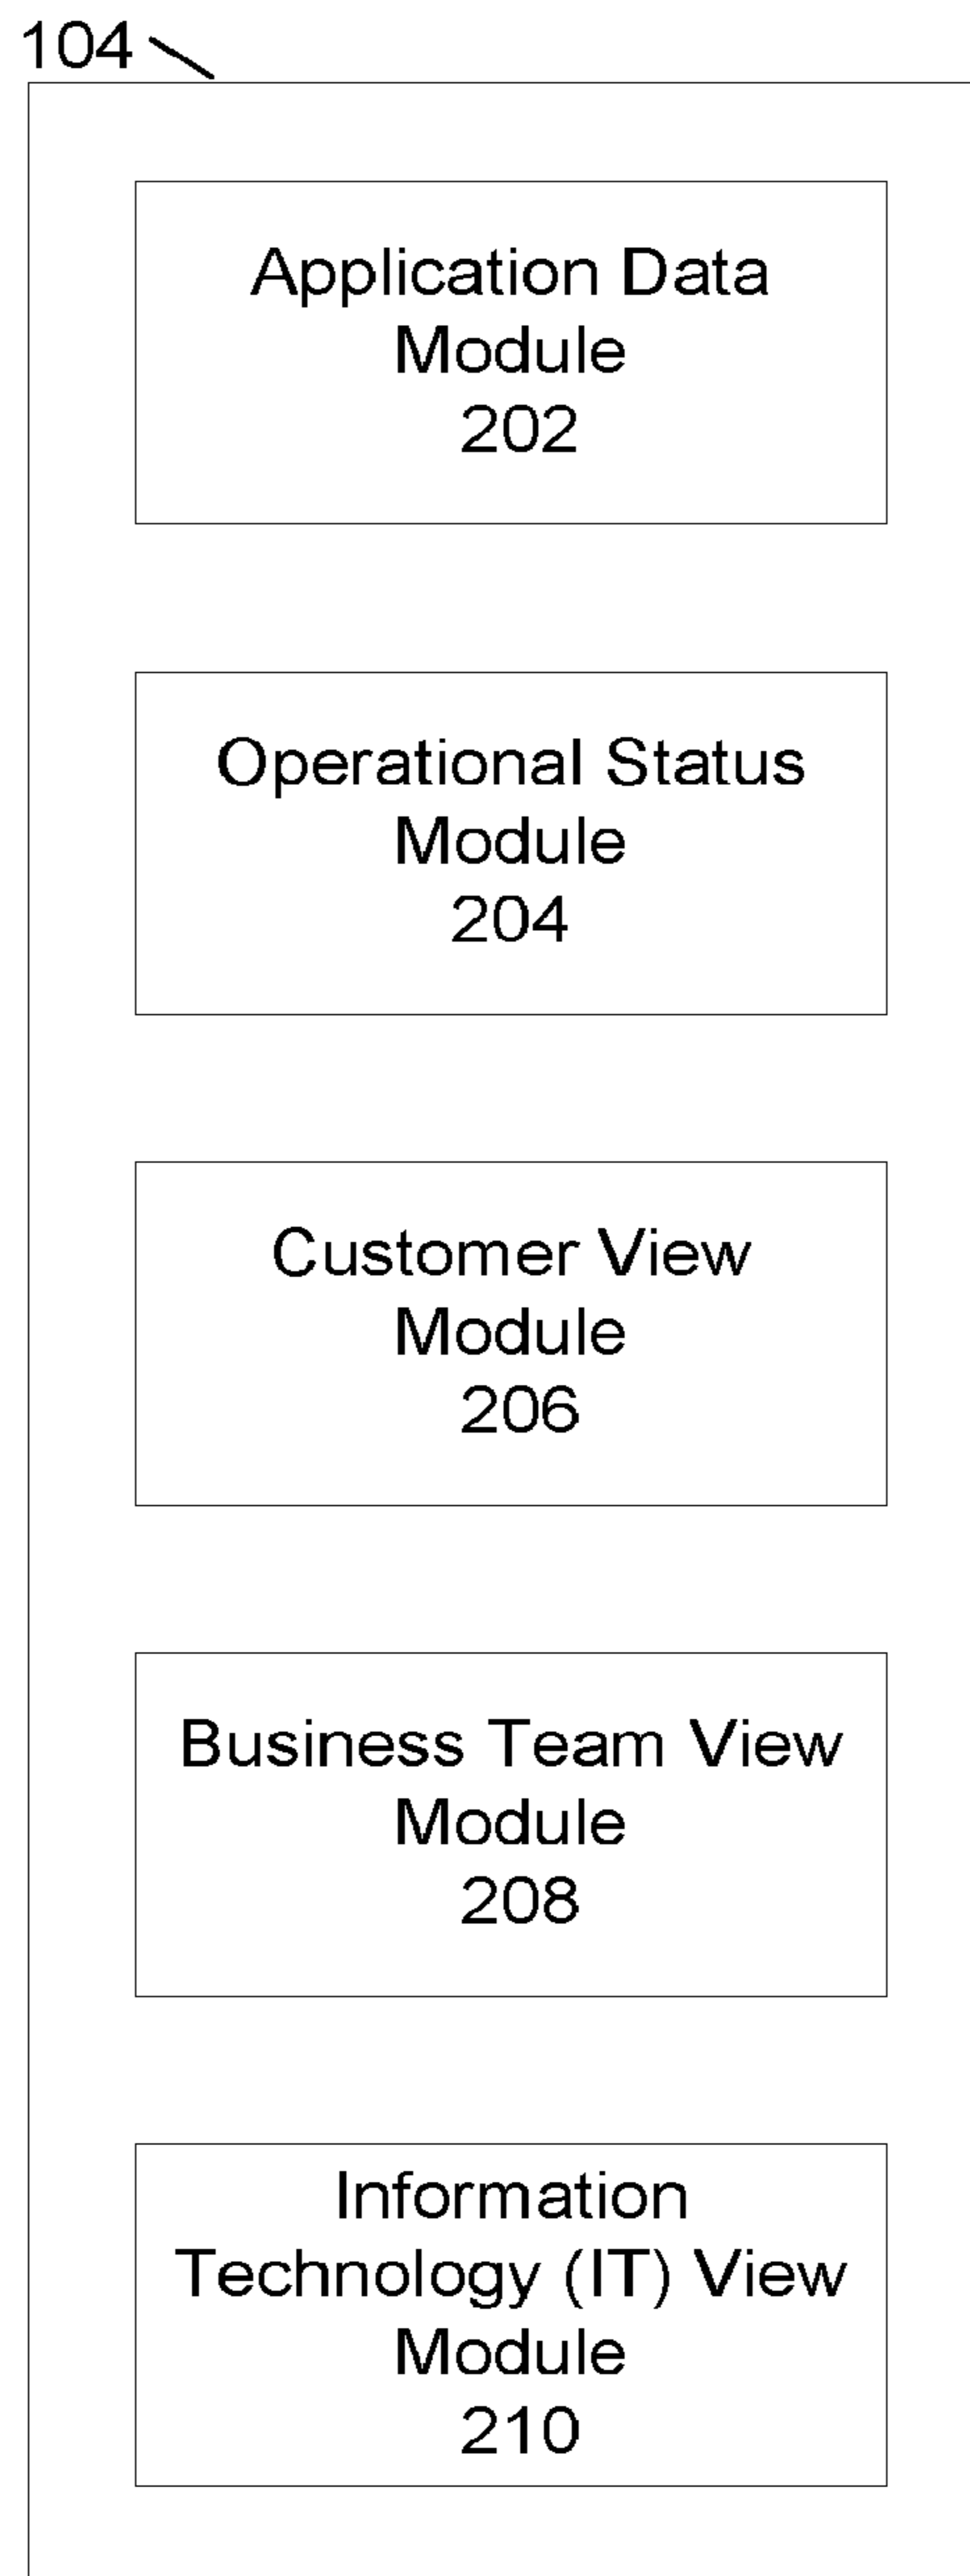 104
Application Data
Module
202
Operational Status
Module
204
Customer View
Module
206
Business Team View
Module
208
Information
Technology (IT) View
Module
210